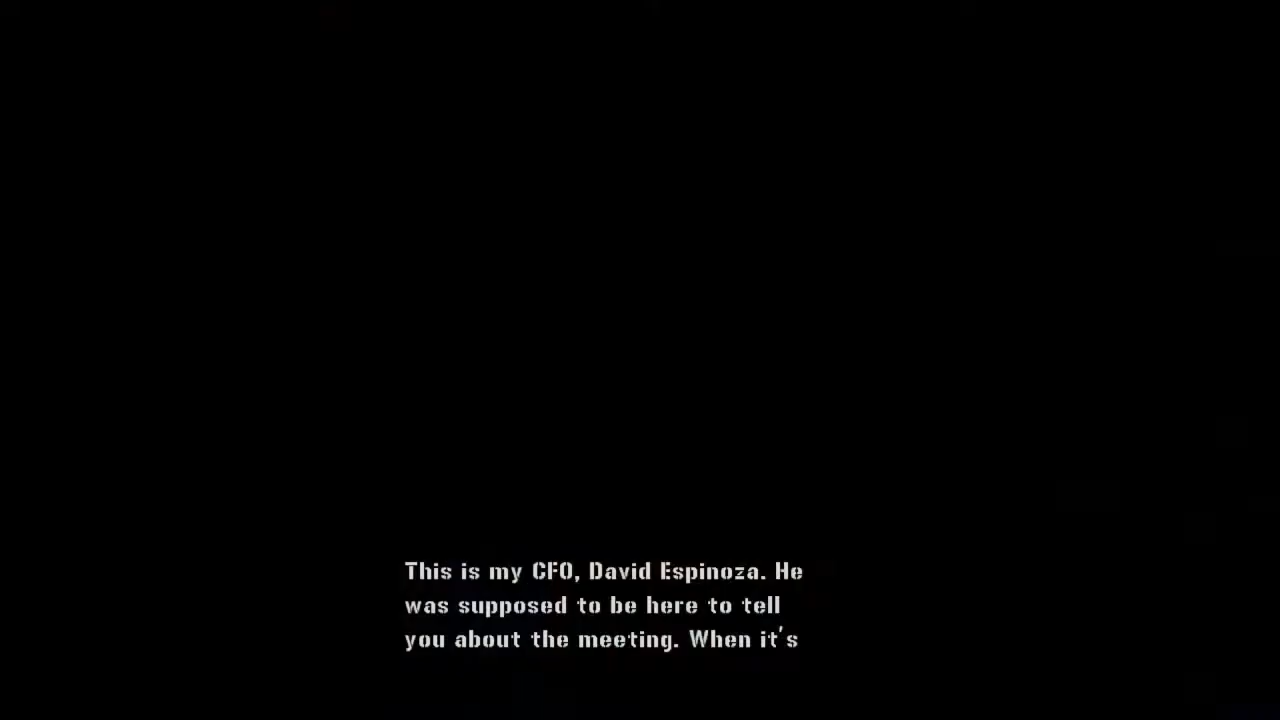 This is my CFO, David Espinoza. He
was supposed to be here to tell
you about the meeting. When it's